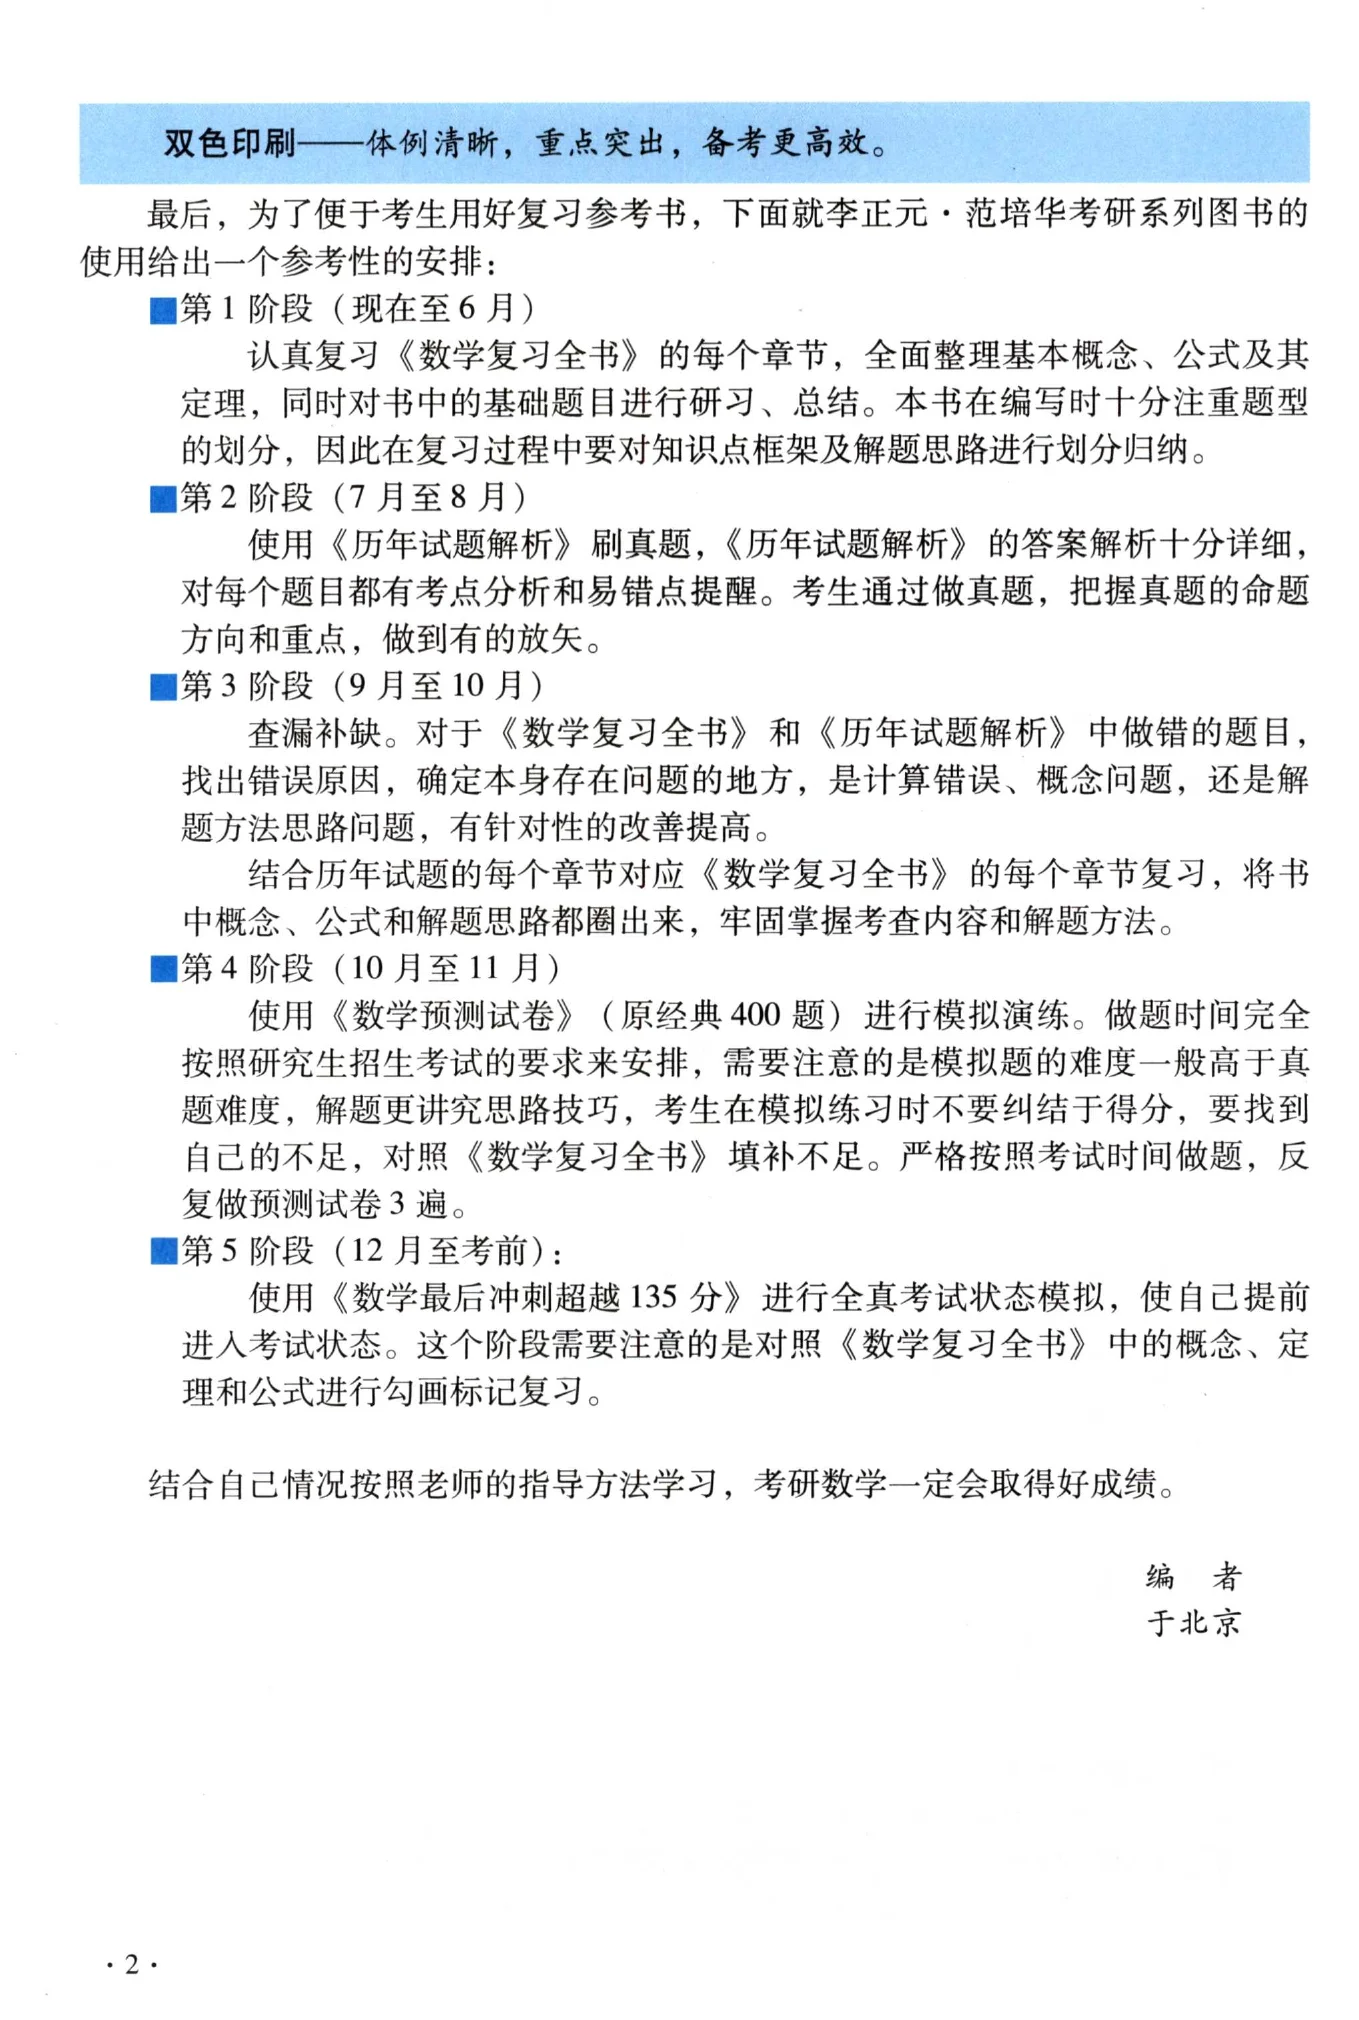 双色印刷——体例清晰，重点突出，备考更高效。
最后，为了便于考生用好复习参考书，下面就李正元·范培华考研系列图书的
使用给出一个参考性的安排：
■第 1 阶段（现在至 6 月）
认真复习《数学复习全书》的每个章节，全面整理基本概念、公式及其
定理，同时对书中的基础题目进行研习、总结。本书在编写时十分注重题型
的划分，因此在复习过程中要对知识点框架及解题思路进行划分归纳。
■第 2 阶段（7 月至 8 月）
使用《历年试题解析》刷真题，《历年试题解析》的答案解析十分详细，
对每个题目都有考点分析和易错点提醒。考生通过做真题，把握真题的命题
方向和重点，做到有的放矢。
■第 3 阶段（9 月至 10 月）
查漏补缺。对于《数学复习全书》和《历年试题解析》中做错的题目，
找出错误原因，确定本身存在问题的地方，是计算错误、概念问题，还是解
题方法思路问题，有针对性的改善提高。
结合历年试题的每个章节对应《数学复习全书》的每个章节复习，将书
中概念、公式和解题思路都圈出来，牢固掌握考查内容和解题方法。
■第 4 阶段（10 月至 11 月）
使用《数学预测试卷》（原经典 400 题）进行模拟演练。做题时间完全
按照研究生招生考试的要求来安排，需要注意的是模拟题的难度一般高于真
题难度，解题更讲究思路技巧，考生在模拟练习时不要纠结于得分，要找到
自己的不足，对照《数学复习全书》填补不足。严格按照考试时间做题，反
复做预测试卷 3 遍。
■第 5 阶段（12 月至考前）：
使用《数学最后冲刺超越 135 分》进行全真考试状态模拟，使自己提前
进入考试状态。这个阶段需要注意的是对照《数学复习全书》中的概念、定
理和公式进行勾画标记复习。
结合自己情况按照老师的指导方法学习，考研数学一定会取得好成绩。
编　者
于北京
· 2 ·